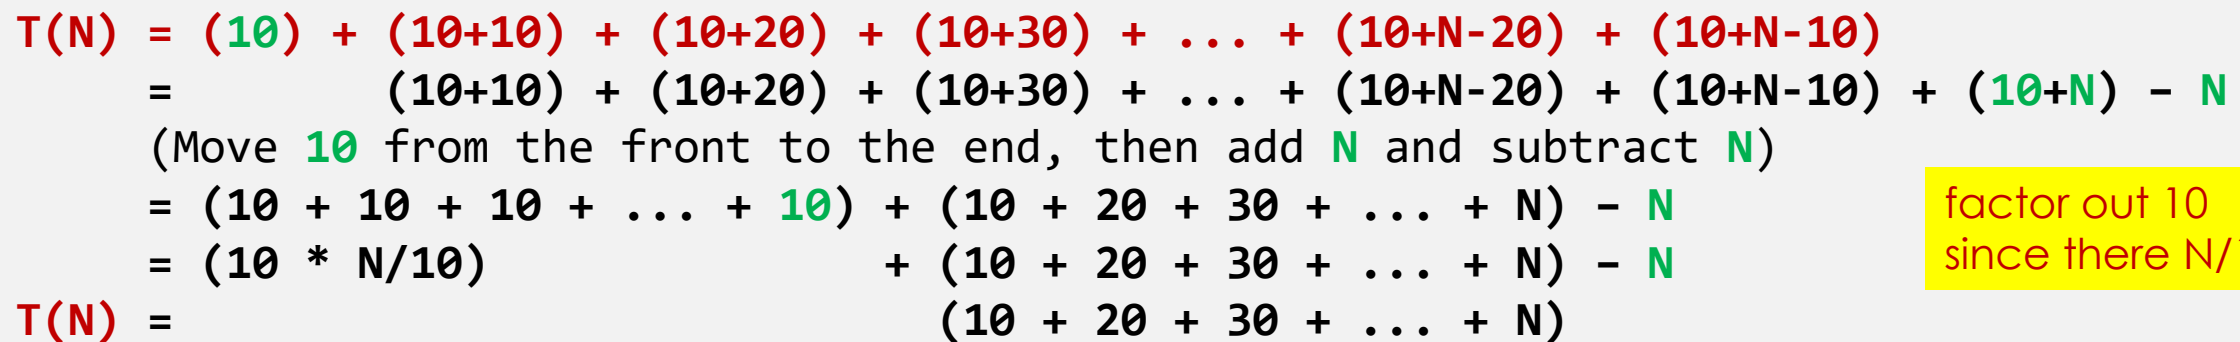 T(N) = (10) + (10+10) + (10+20) + (10+30) + ... + (10+N-20) + (10+N-10)
= (10+10) + (10+20) + (10+30) + ... + (10+N-20) + (10+N-10) + (10+N) – N
(Move 10 from the front to the end, then add N and subtract N)
= (10 + 10 + 10 + ... + 10) + (10 + 20 + 30 + ... + N) – N
= (10 * N/10) + (10 + 20 + 30 + ... + N) – N
T(N) = (10 + 20 + 30 + ... + N)
factor out 10
since there N/